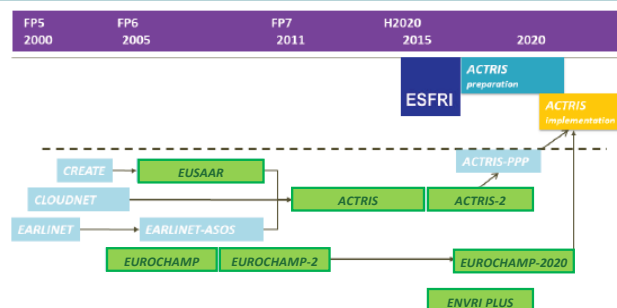 FP5 FP6 FP7 H2020
2000 2005 2011 2015 2020
ACTRIS
preparation
ESFRI
ACTRIS
implementation
CREATE EUSAAR ACTRIS-PPP
CLOUDNET ACTRIS ACTRIS-2
EARLINET EARLINET-ASOS
EUROCHAMP EUROCHAMP-2 EUROCHAMP-2020
ENVRI PLUS